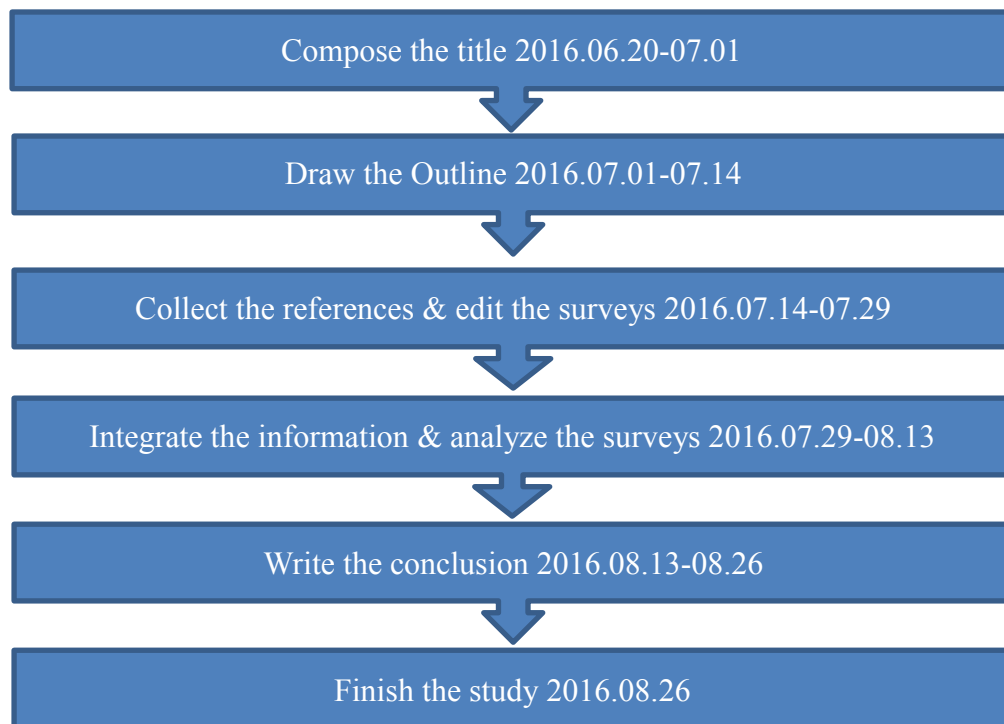 Compose the title 2016.06.20-07.01
Draw the Outline 2016.07.01-07.14
Collect the references & edit the surveys 2016.07.14-07.29
Integrate the information & analyze the surveys 2016.07.29-08.13
Write the conclusion 2016.08.13-08.26
Finish the study 2016.08.26